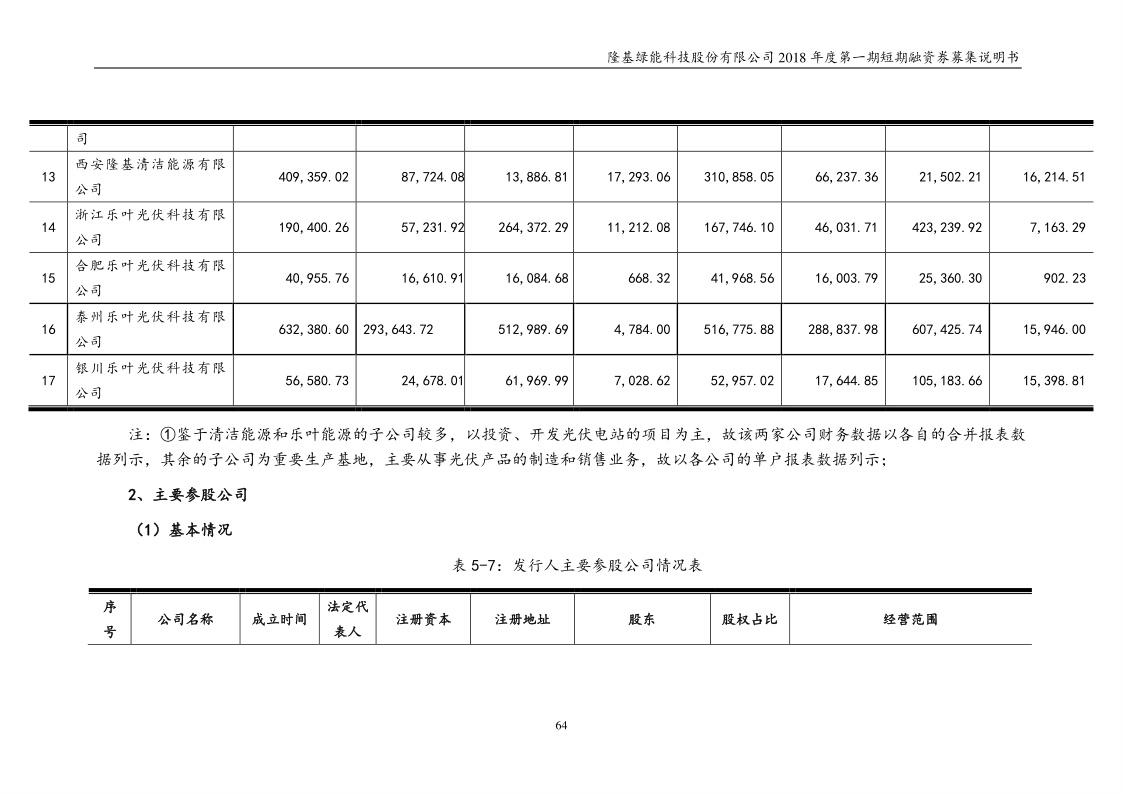 隆基绿能科技股份有限公司 2018 年度第一期短期融资券募集说明书
司
13 西安隆基清洁能源有限公司 409,359.02 87,724.08 13,886.81 17,293.06 310,858.05 66,237.36 21,502.21 16,214.51
14 浙江乐叶光伏科技有限公司 190,400.26 57,231.92 264,372.29 11,212.08 167,746.10 46,031.71 423,239.92 7,163.29
15 合肥乐叶光伏科技有限公司 40,955.76 16,610.91 16,084.68 668.32 41,968.56 16,003.79 25,360.30 902.23
16 泰州乐叶光伏科技有限公司 632,380.60 293,643.72 512,989.69 4,784.00 516,775.88 288,837.98 607,425.74 15,946.00
17 银川乐叶光伏科技有限公司 56,580.73 24,678.01 61,969.99 7,028.62 52,957.02 17,644.85 105,183.66 15,398.81
注：①鉴于清洁能源和乐叶能源的子公司较多，以投资、开发光伏电站的项目为主，故该两家公司财务数据以各自的合并报表数
据列示，其余的子公司为重要生产基地，主要从事光伏产品的制造和销售业务，故以各公司的单户报表数据列示；
2、主要参股公司
（1）基本情况
表 5-7：发行人主要参股公司情况表
序号 公司名称 成立时间 法定代表人 注册资本 注册地址 股东 股权占比 经营范围
64